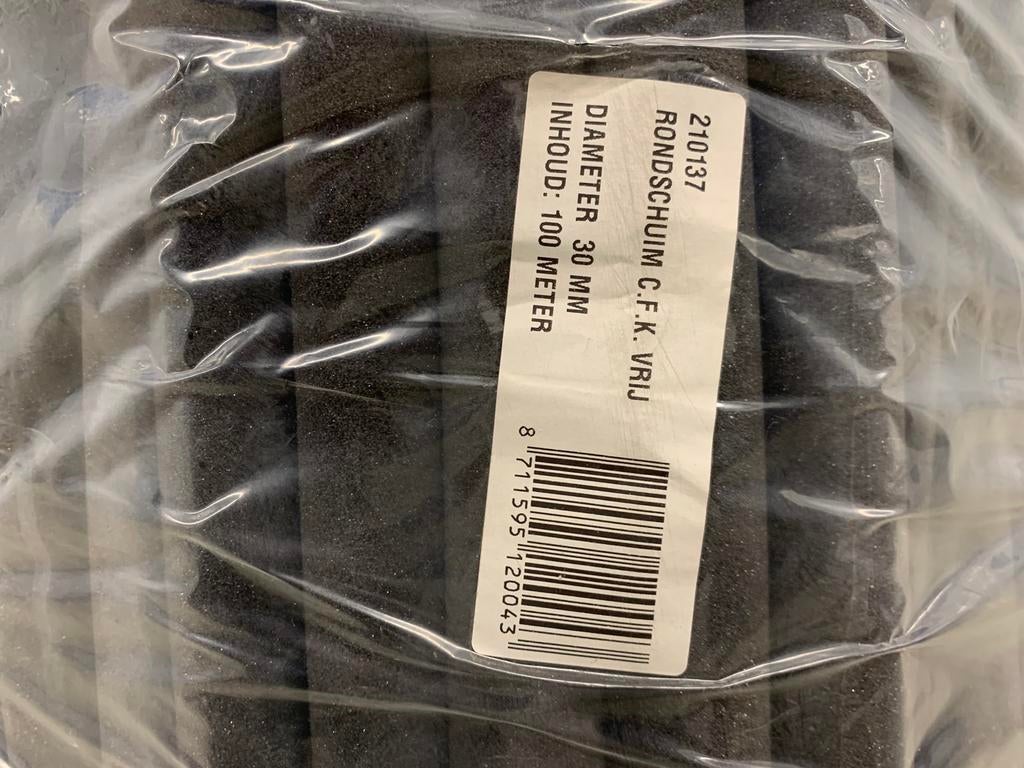 210137
RONDSCHUIM C.F.K. VRIJ
DIAMETER 30 MM
INHOUD: 100 METER
8 711595 120043